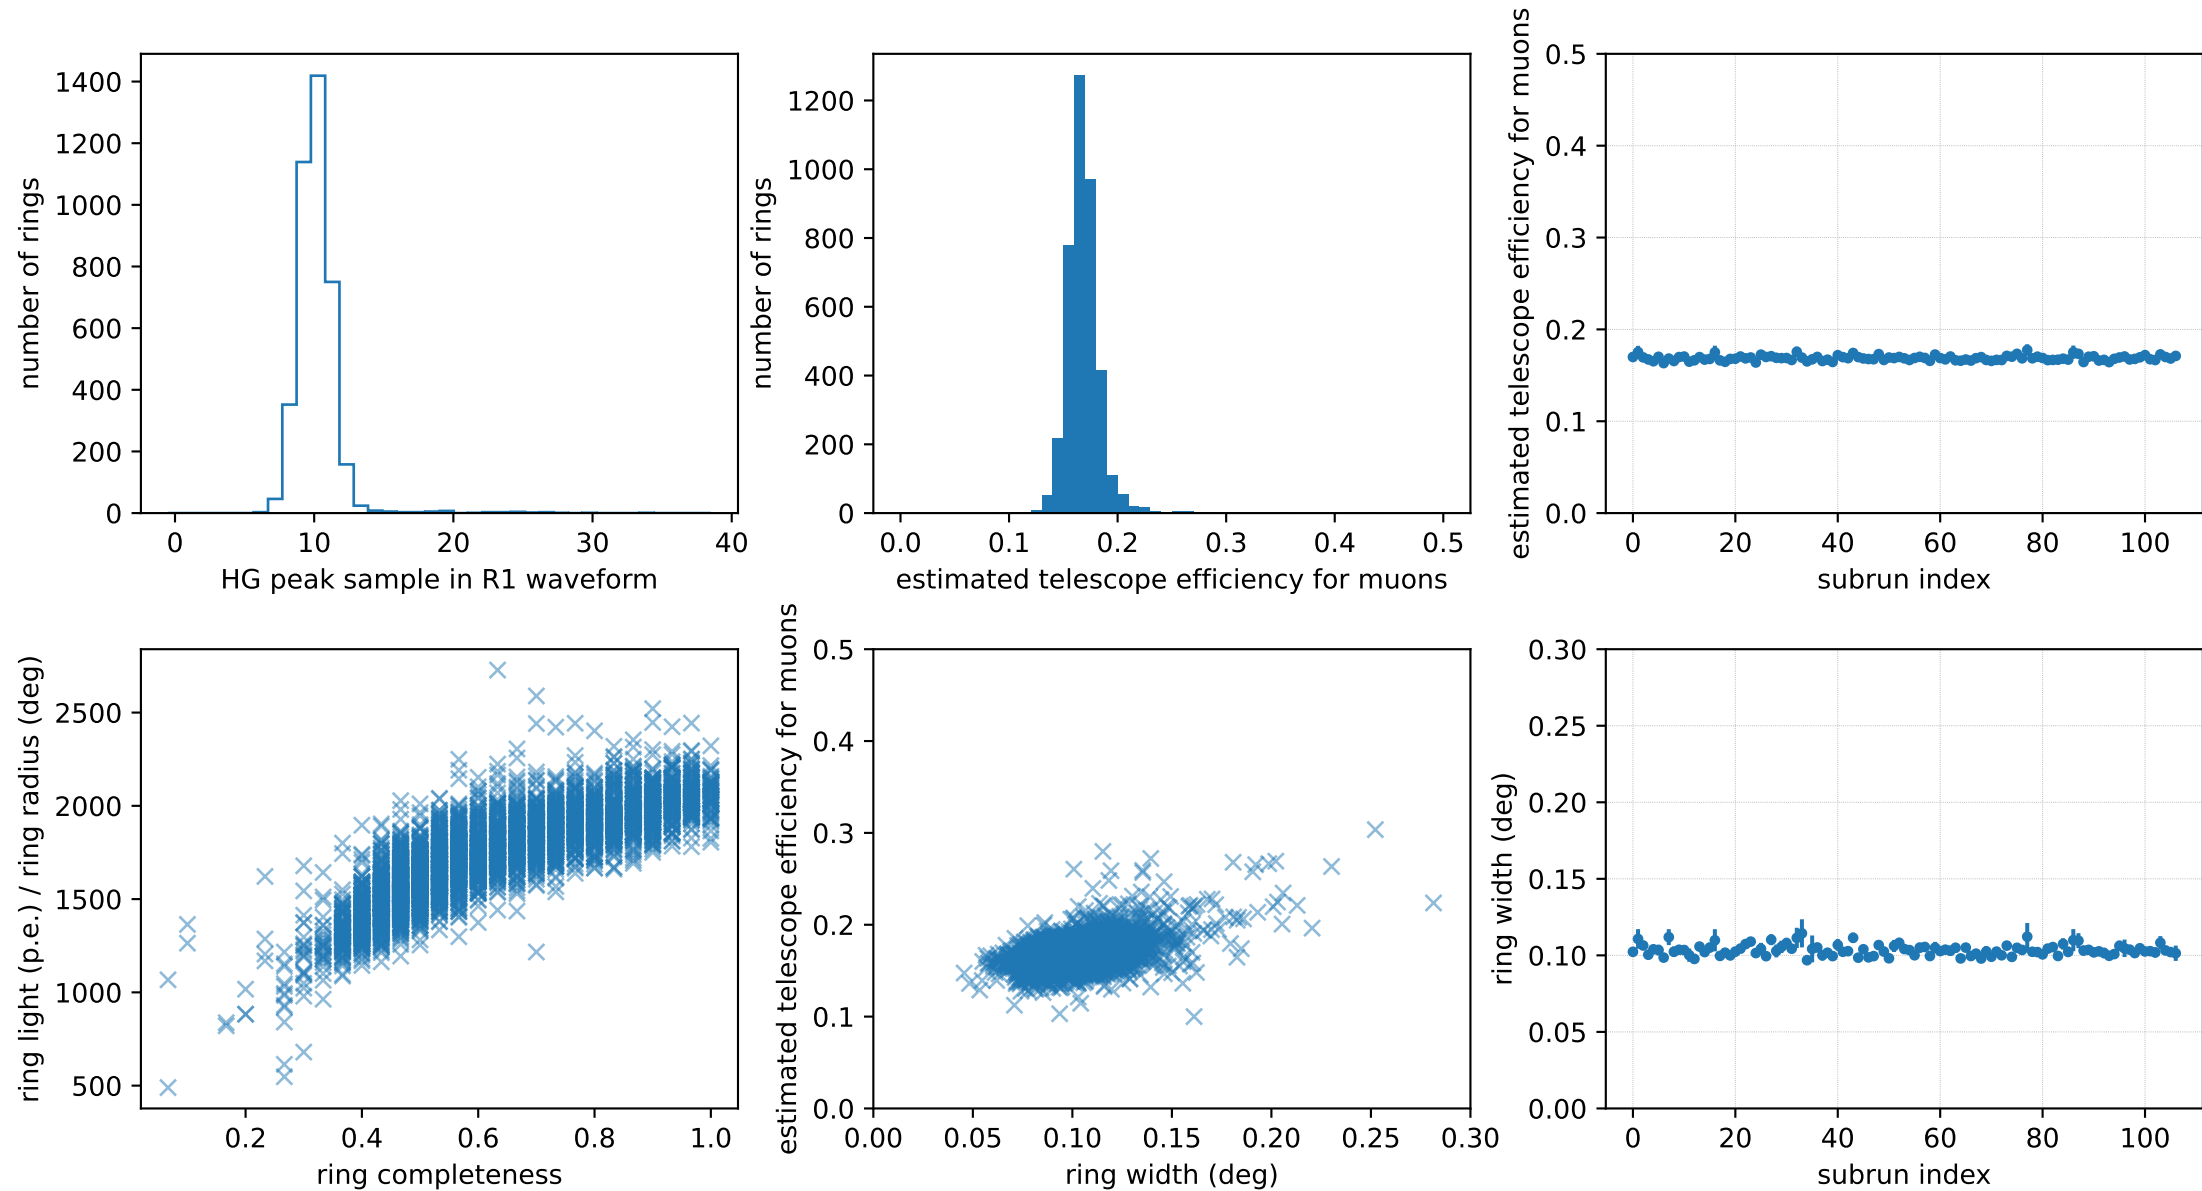 number of rings
1400
1200
1000
800
600
400
200
0
0 10 20 30 40
HG peak sample in R1 waveform
number of rings
1200
1000
800
600
400
200
0
0.0 0.1 0.2 0.3 0.4 0.5
estimated telescope efficiency for muons
estimated telescope efficiency for muons
0.5
0.4
0.3
0.2
0.1
0.0
0 20 40 60 80 100
subrun index
ring light (p.e.) / ring radius (deg)
2500
2000
1500
1000
500
0.2 0.4 0.6 0.8 1.0
ring completeness
estimated telescope efficiency for muons
0.5
0.4
0.3
0.2
0.1
0.0
0.00 0.05 0.10 0.15 0.20 0.25 0.30
ring width (deg)
ring width (deg)
0.30
0.25
0.20
0.15
0.10
0.05
0.00
0 20 40 60 80 100
subrun index